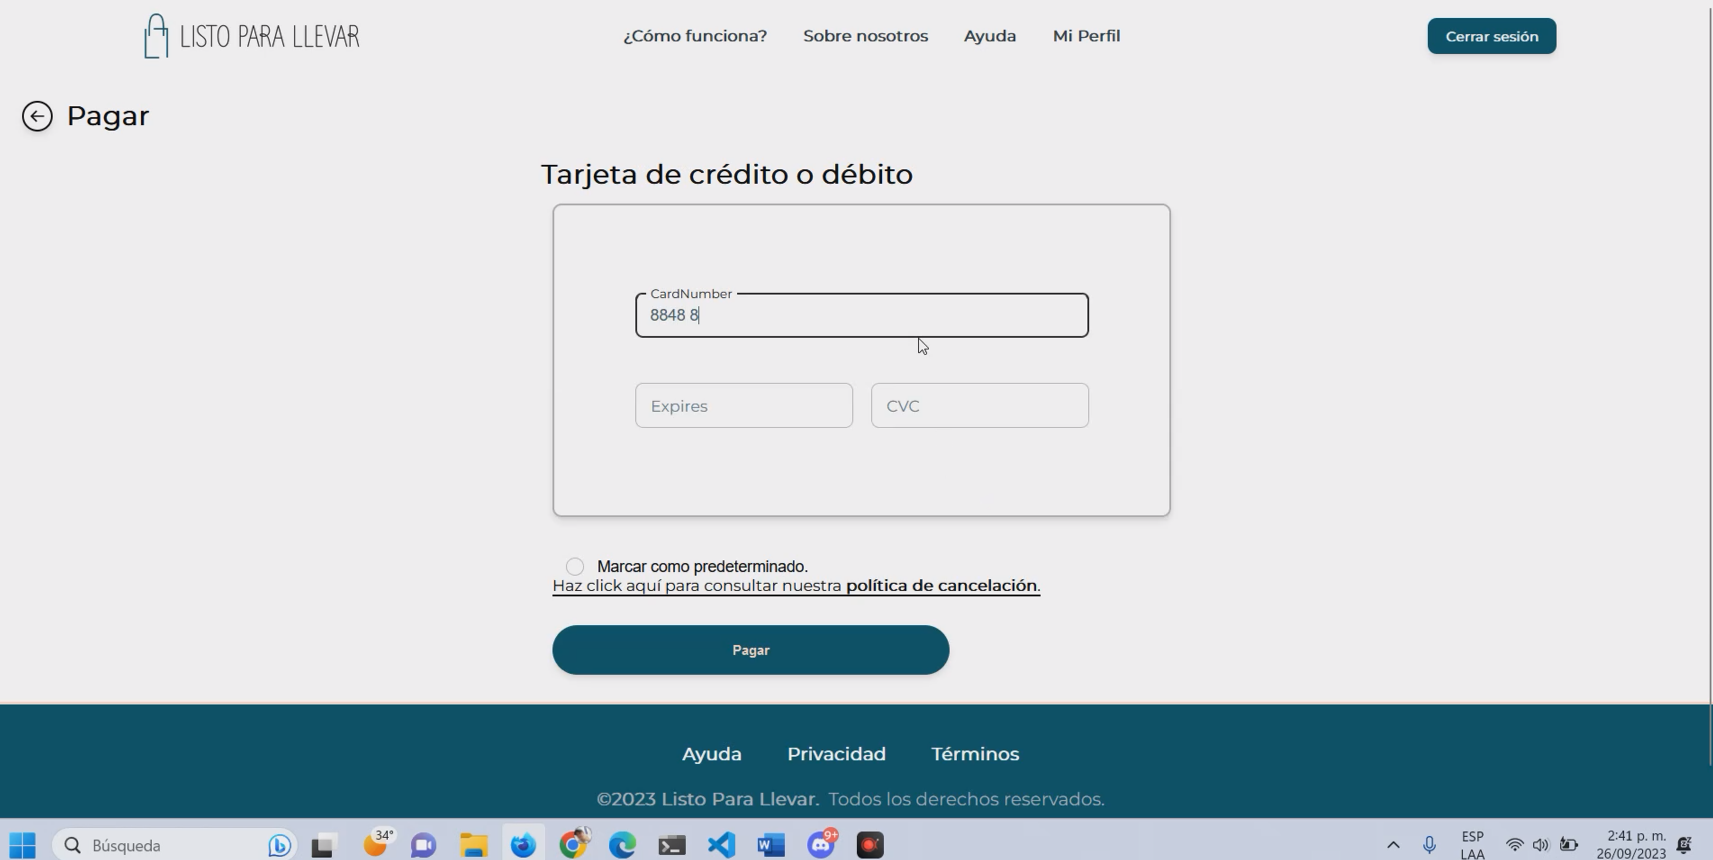 LISTO PARA LLEVAR
¿Cómo funciona? Sobre nosotros Ayuda Mi Perfil
Cerrar sesión
Pagar
Tarjeta de crédito o débito
CardNumber
8848 8
Expires CVC
Marcar como predeterminado.
Haz click aquí para consultar nuestra política de cancelación.
Pagar
Ayuda Privacidad Términos
©2023 Listo Para Llevar. Todos los derechos reservados.
Búsqueda
34°
9+
ESP
LAA
2:41 p. m.
26/09/2023